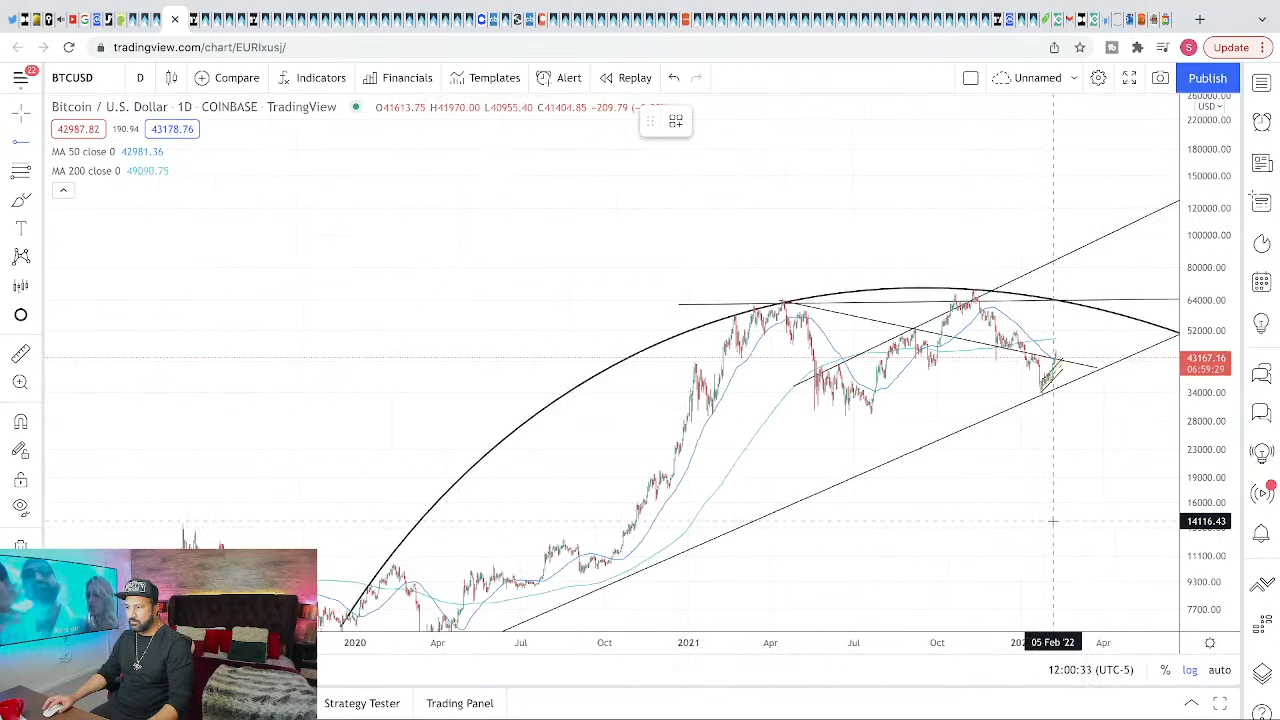 tradingview.com/chart/EURIxusj/
S
Update
22
BTCUSD
D
Compare
Indicators
Financials
Templates
Alert
Replay
Unnamed
Publish
Bitcoin / U.S. Dollar · 1D · COINBASE · TradingView
O41613.75 H41970.00 L40955.40 C41404.85 −209.79
42987.82
190.94
43178.76
MA 50 close 0 42981.36
MA 200 close 0 49090.75
260000.00
USD
220000.00
180000.00
150000.00
120000.00
100000.00
80000.00
64000.00
52000.00
43167.16
06:59:29
34000.00
28000.00
23000.00
19000.00
16000.00
14116.43
11100.00
9300.00
7700.00
2020
Apr
Jul
Oct
2021
Apr
Jul
Oct
05 Feb '22
Apr
12:00:33 (UTC-5)
%
log
auto
Strategy Tester
Trading Panel